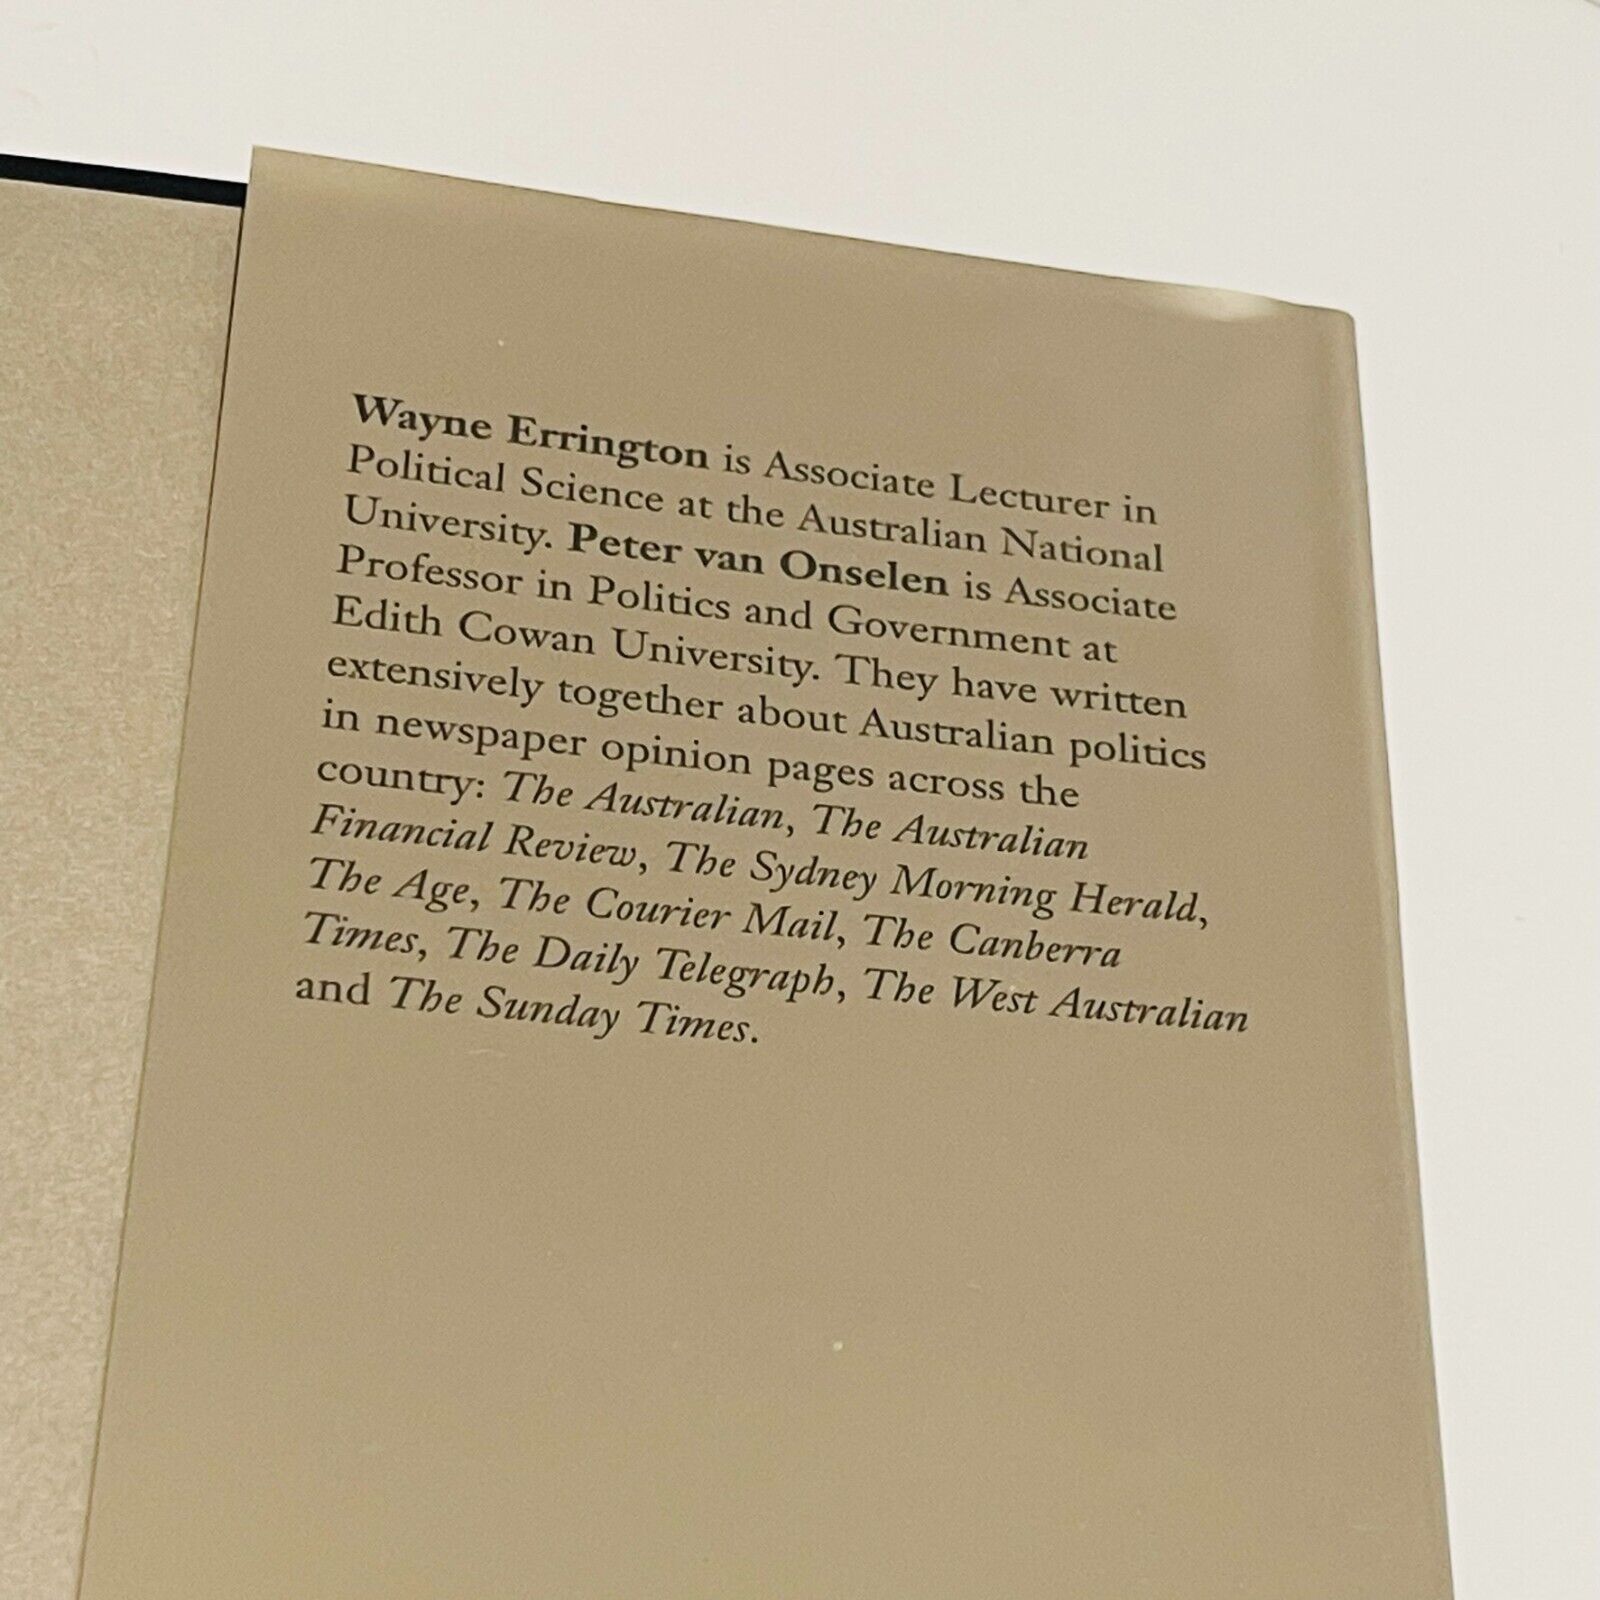 Wayne Errington is Associate Lecturer in
Political Science at the Australian National
University. Peter van Onselen is Associate
Professor in Politics and Government at
Edith Cowan University. They have written
extensively together about Australian politics
in newspaper opinion pages across the
country: The Australian, The Australian
Financial Review, The Sydney Morning Herald,
The Age, The Courier Mail, The Canberra
Times, The Daily Telegraph, The West Australian
and The Sunday Times.